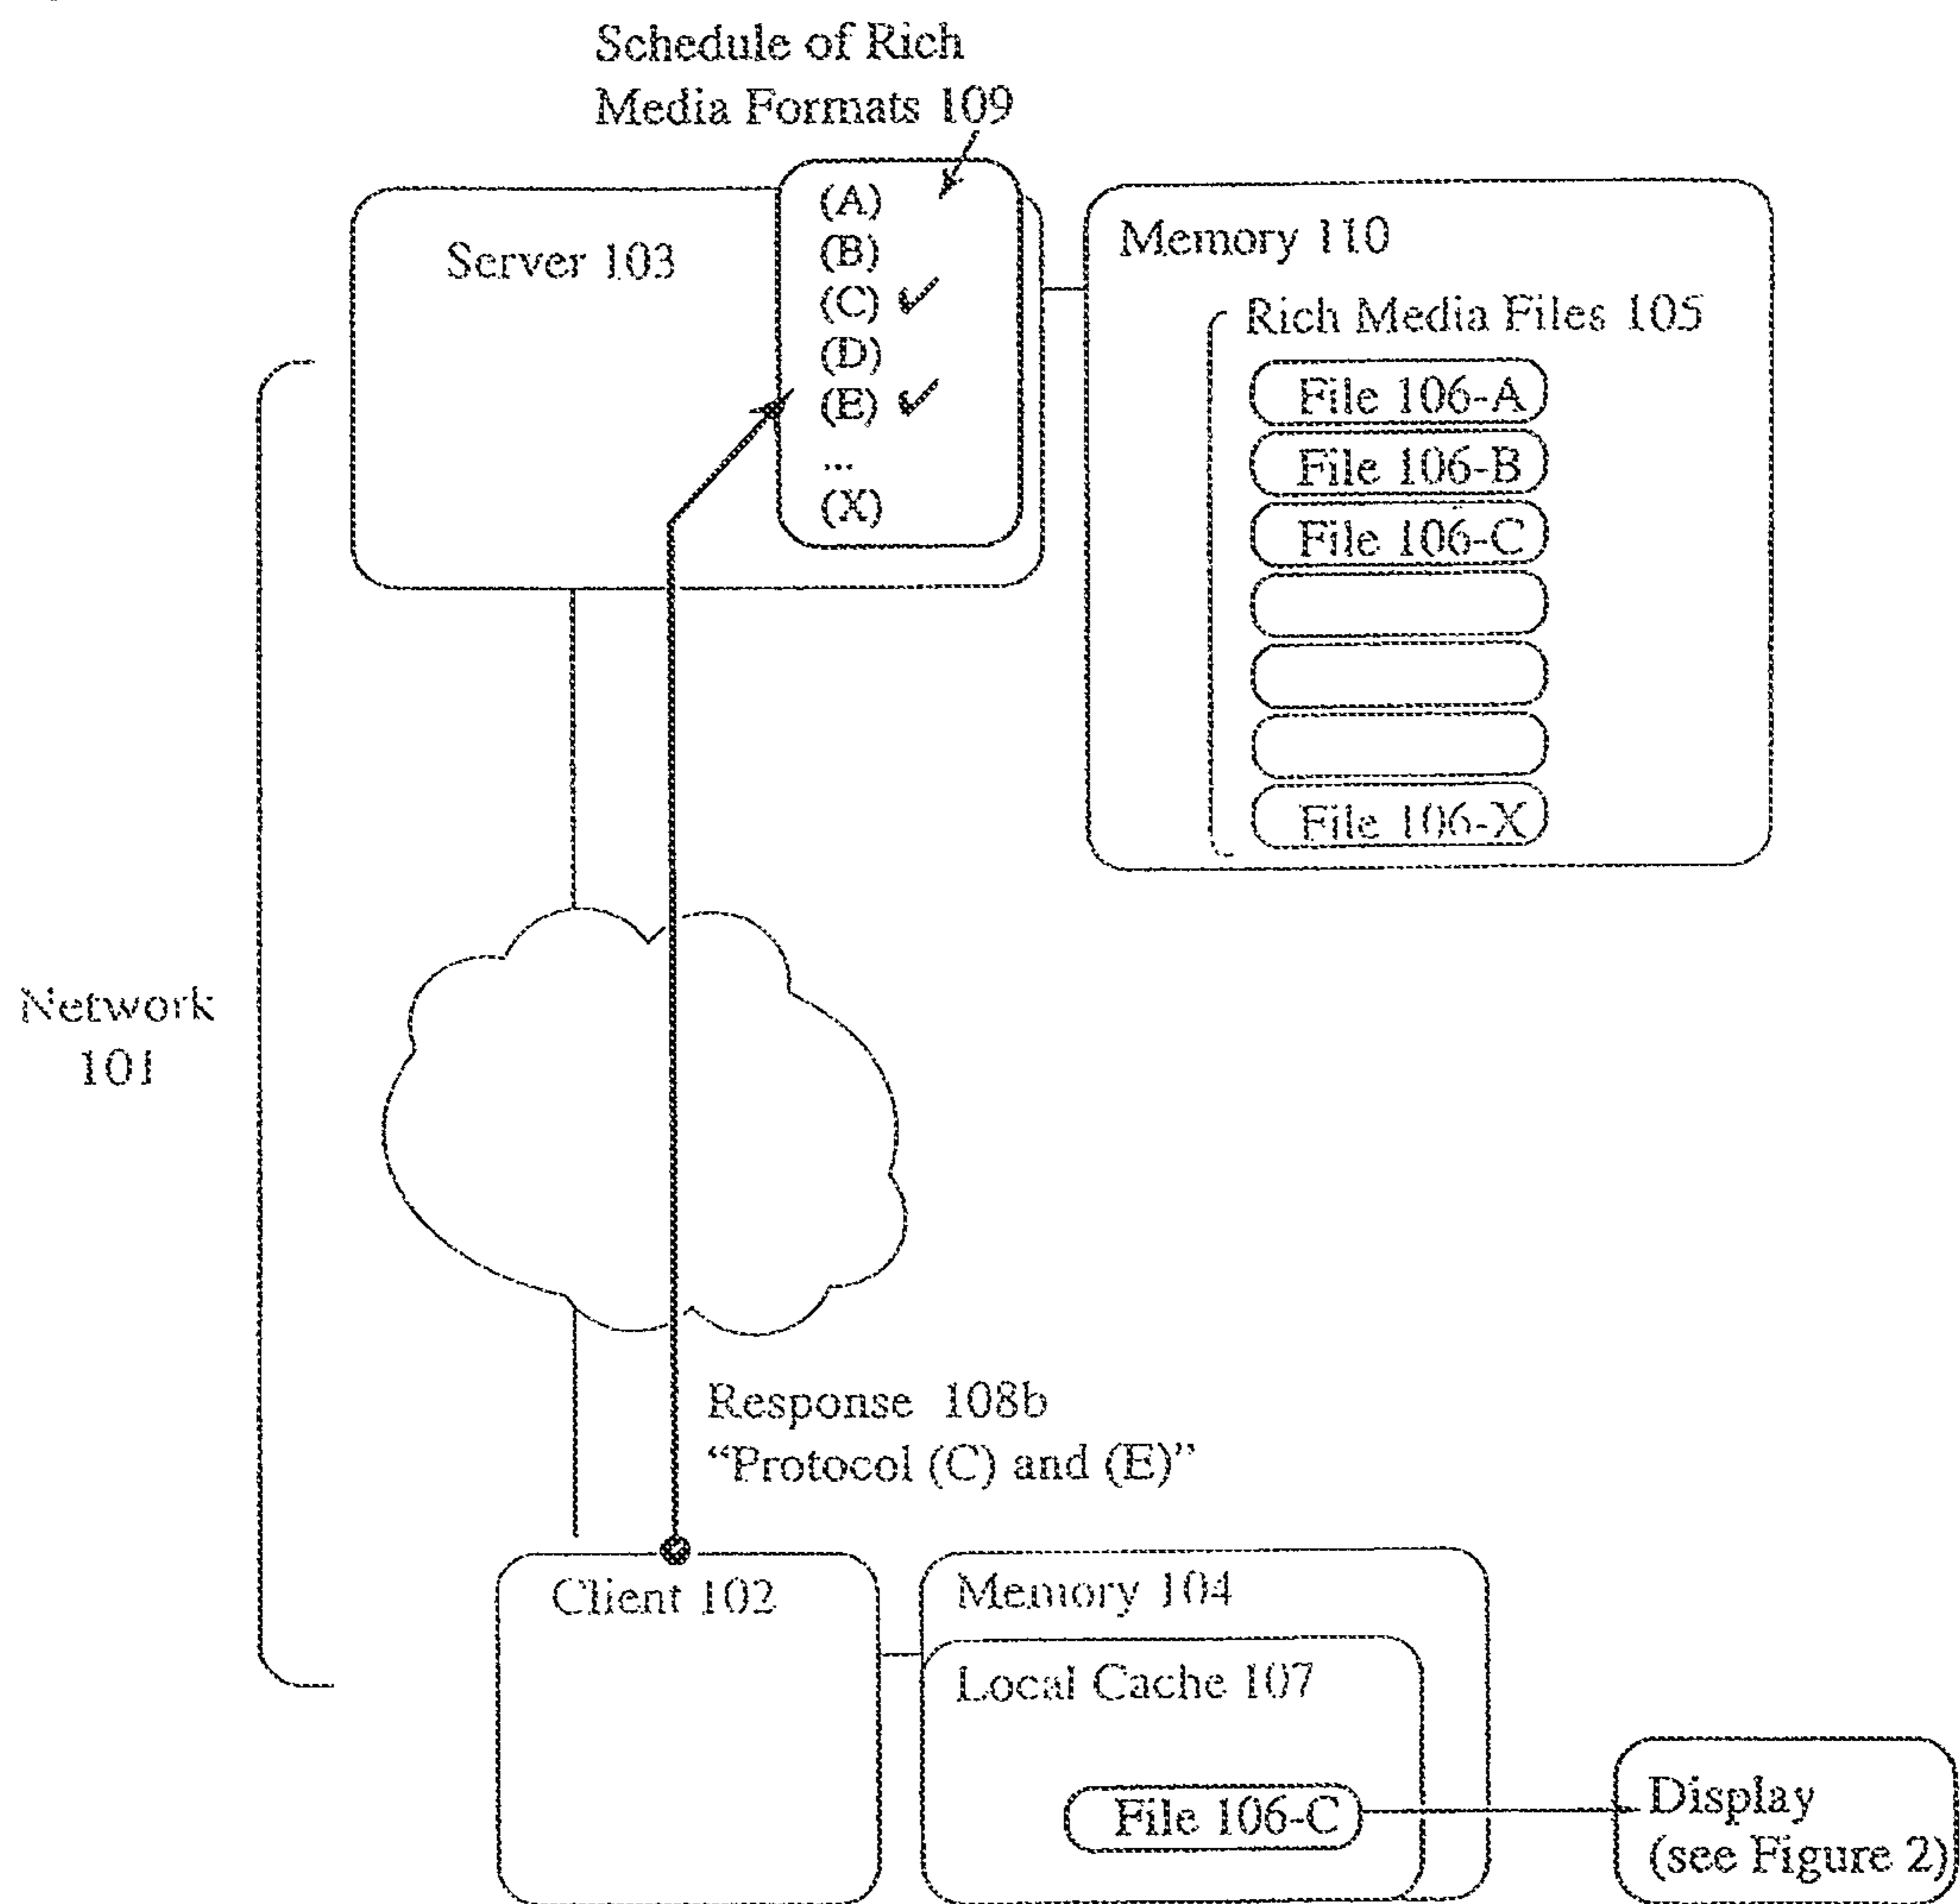 Schedule of Rich
Media Formats 109
Server 103
(A)
(B)
(C) ✓
(D)
(E) ✓
...
(X)
Memory 110
Rich Media Files 105
File 106-A
File 106-B
File 106-C
File 106-X
Network
101
Response 108b
“Protocol (C) and (E)”
Client 102
Memory 104
Local Cache 107
File 106-C
Display
(see Figure 2)